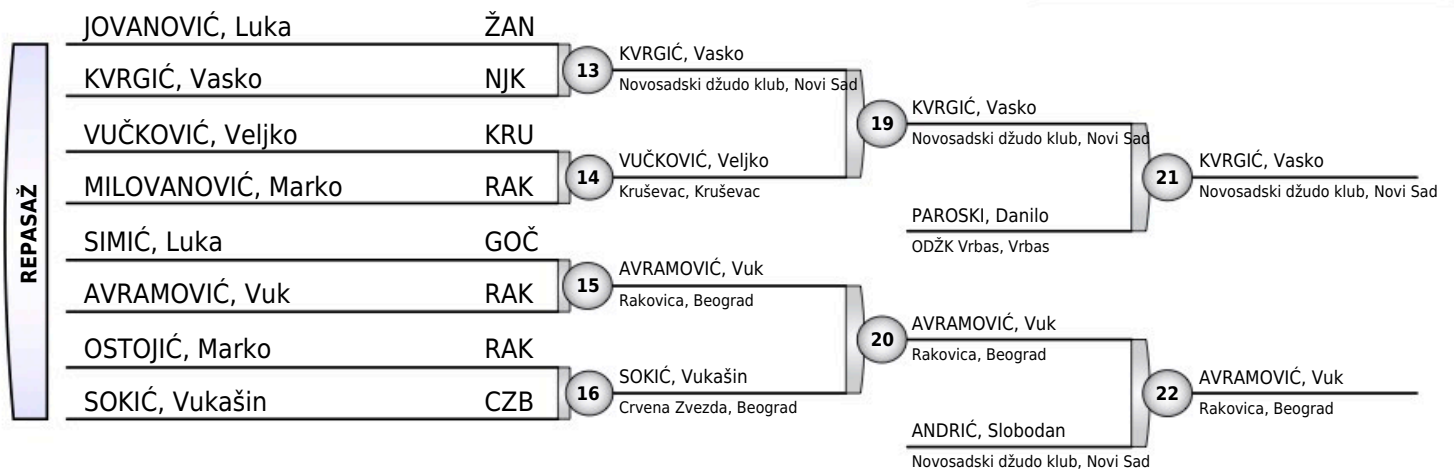 REPASAŽ
JOVANOVIĆ, Luka ŽAN
KVRGIĆ, Vasko NJK
VUČKOVIĆ, Veljko KRU
MILOVANOVIĆ, Marko RAK
SIMIĆ, Luka GOČ
AVRAMOVIĆ, Vuk RAK
OSTOJIĆ, Marko RAK
SOKIĆ, Vukašin CZB
13
KVRGIĆ, Vasko
Novosadski džudo klub, Novi Sad
14
VUČKOVIĆ, Veljko
Kruševac, Kruševac
15
AVRAMOVIĆ, Vuk
Rakovica, Beograd
16
SOKIĆ, Vukašin
Crvena Zvezda, Beograd
19
KVRGIĆ, Vasko
Novosadski džudo klub, Novi Sad
PAROSKI, Danilo
ODŽK Vrbas, Vrbas
20
AVRAMOVIĆ, Vuk
Rakovica, Beograd
ANDRIĆ, Slobodan
Novosadski džudo klub, Novi Sad
21
KVRGIĆ, Vasko
Novosadski džudo klub, Novi Sad
22
AVRAMOVIĆ, Vuk
Rakovica, Beograd